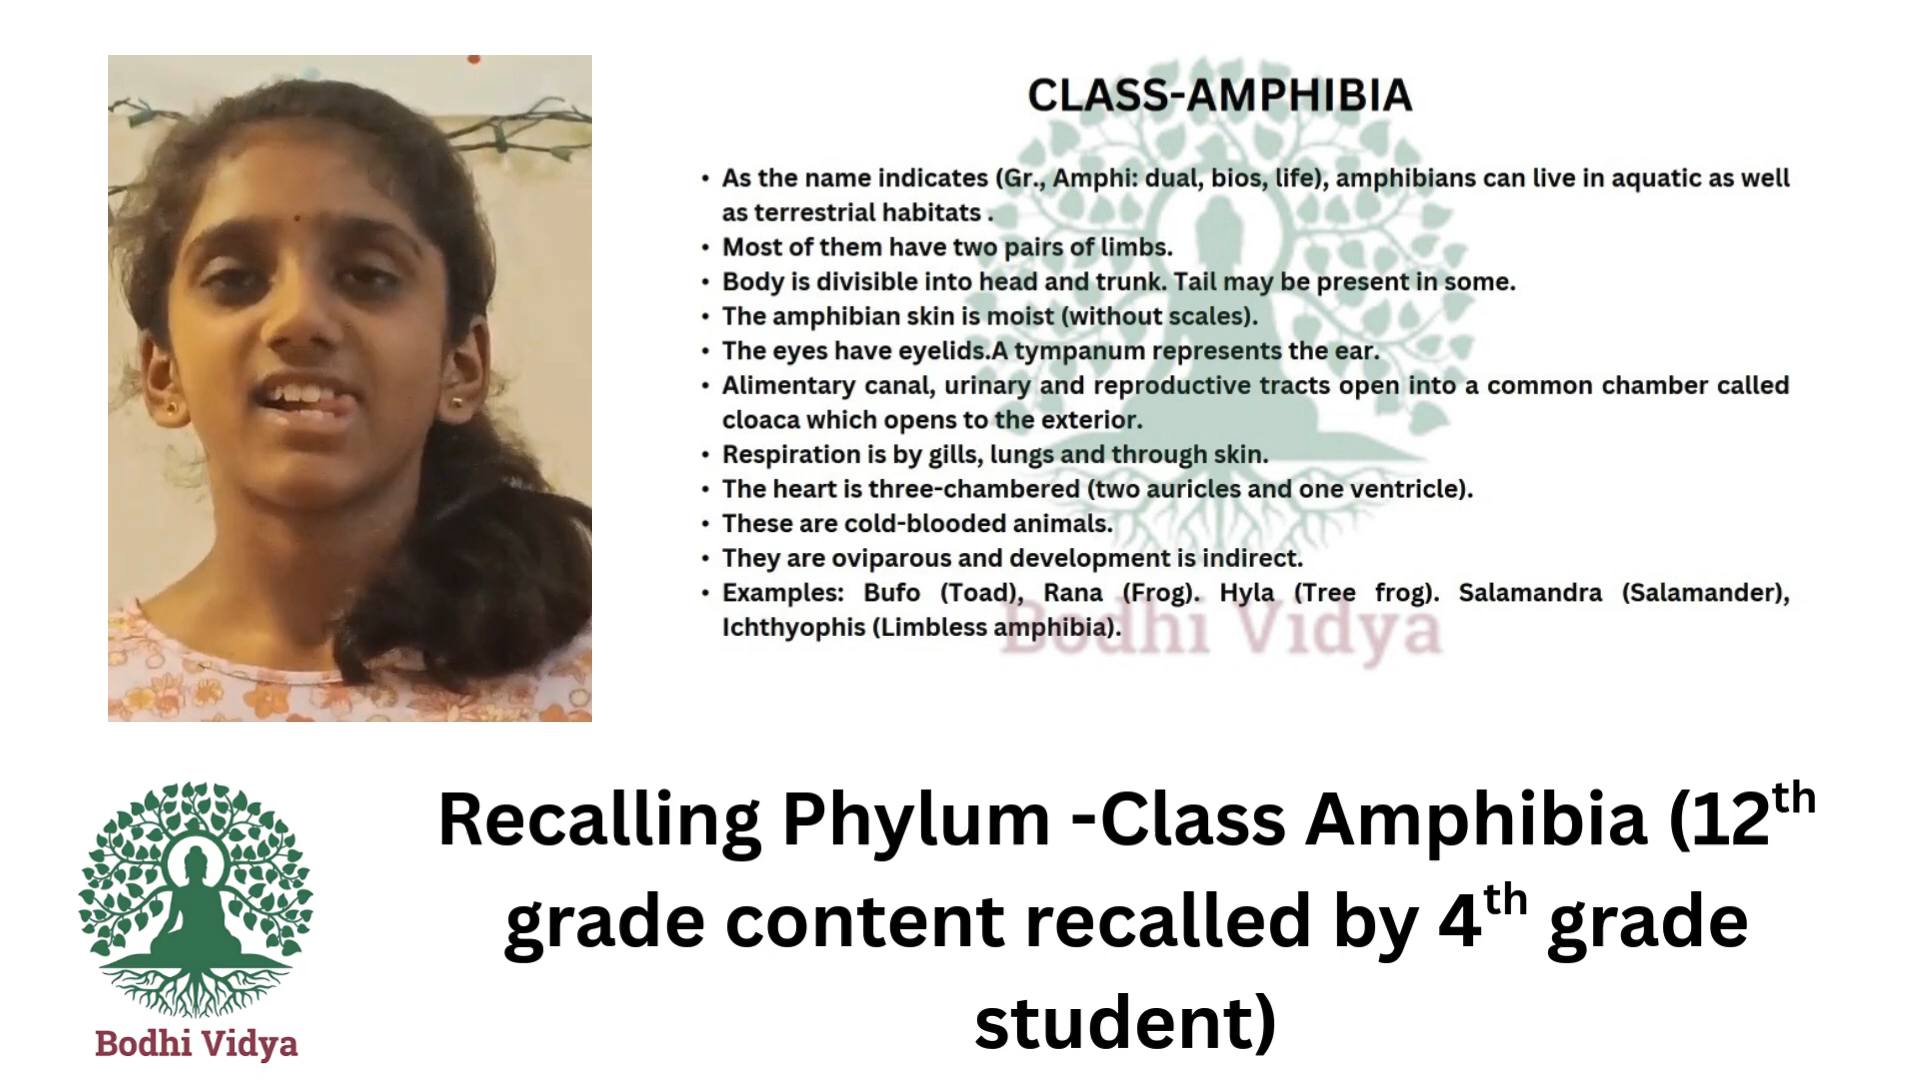 CLASS-AMPHIBIA
• As the name indicates (Gr., Amphi: dual, bios, life), amphibians can live in aquatic as well
as terrestrial habitats .
• Most of them have two pairs of limbs.
• Body is divisible into head and trunk. Tail may be present in some.
• The amphibian skin is moist (without scales).
• The eyes have eyelids.A tympanum represents the ear.
• Alimentary canal, urinary and reproductive tracts open into a common chamber called
cloaca which opens to the exterior.
• Respiration is by gills, lungs and through skin.
• The heart is three-chambered (two auricles and one ventricle).
• These are cold-blooded animals.
• They are oviparous and development is indirect.
• Examples: Bufo (Toad), Rana (Frog). Hyla (Tree frog). Salamandra (Salamander),
Ichthyophis (Limbless amphibia).
Bodhi Vidya
Recalling Phylum -Class Amphibia (12th
grade content recalled by 4th grade
student)
Bodhi Vidya